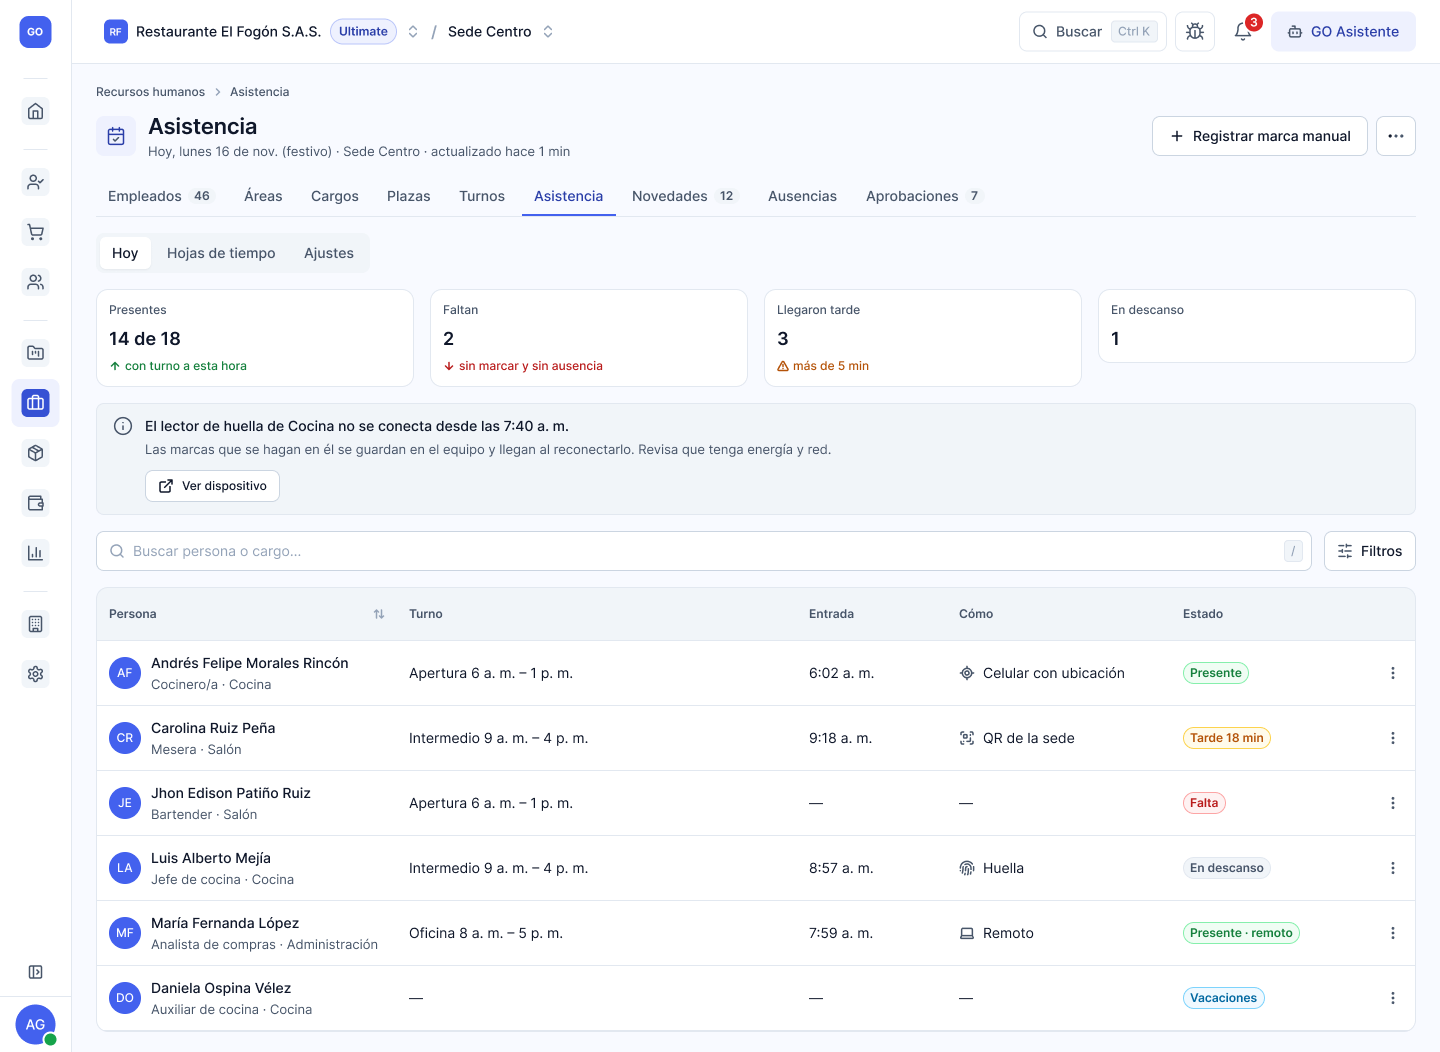 GO
RF Restaurante El Fogón S.A.S. Ultimate / Sede Centro
Buscar Ctrl K
3
GO Asistente
Recursos humanos > Asistencia
Asistencia
Hoy, lunes 16 de nov. (festivo) · Sede Centro · actualizado hace 1 min
Registrar marca manual
Empleados 46 Áreas Cargos Plazas Turnos Asistencia Novedades 12 Ausencias Aprobaciones 7
Hoy Hojas de tiempo Ajustes
Presentes
14 de 18
con turno a esta hora
Faltan
2
sin marcar y sin ausencia
Llegaron tarde
3
más de 5 min
En descanso
1
El lector de huella de Cocina no se conecta desde las 7:40 a. m.
Las marcas que se hagan en él se guardan en el equipo y llegan al reconectarlo. Revisa que tenga energía y red.
Ver dispositivo
Buscar persona o cargo... /
Filtros
Persona Turno Entrada Cómo Estado
AF Andrés Felipe Morales Rincón
Cocinero/a · Cocina
Apertura 6 a. m. – 1 p. m. 6:02 a. m. Celular con ubicación Presente
CR Carolina Ruiz Peña
Mesera · Salón
Intermedio 9 a. m. – 4 p. m. 9:18 a. m. QR de la sede Tarde 18 min
JE Jhon Edison Patiño Ruiz
Bartender · Salón
Apertura 6 a. m. – 1 p. m. — — Falta
LA Luis Alberto Mejía
Jefe de cocina · Cocina
Intermedio 9 a. m. – 4 p. m. 8:57 a. m. Huella En descanso
MF María Fernanda López
Analista de compras · Administración
Oficina 8 a. m. – 5 p. m. 7:59 a. m. Remoto Presente · remoto
DO Daniela Ospina Vélez
Auxiliar de cocina · Cocina
— — — Vacaciones
AG